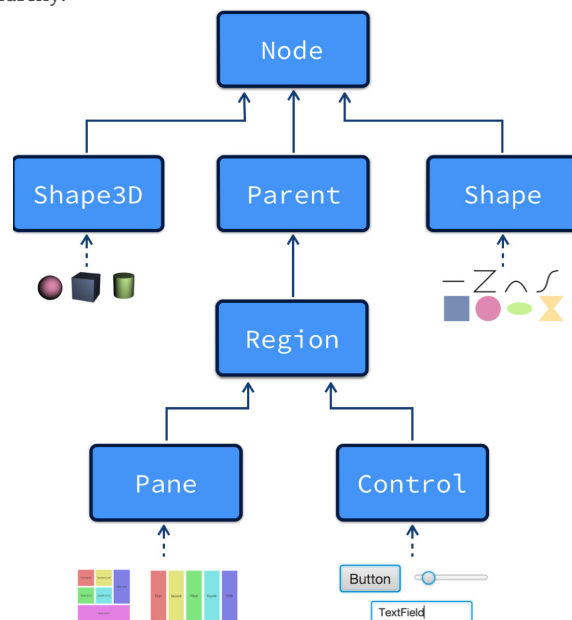 Node
Shape3D
Parent
Shape
Region
Pane
Control
Button
TextField